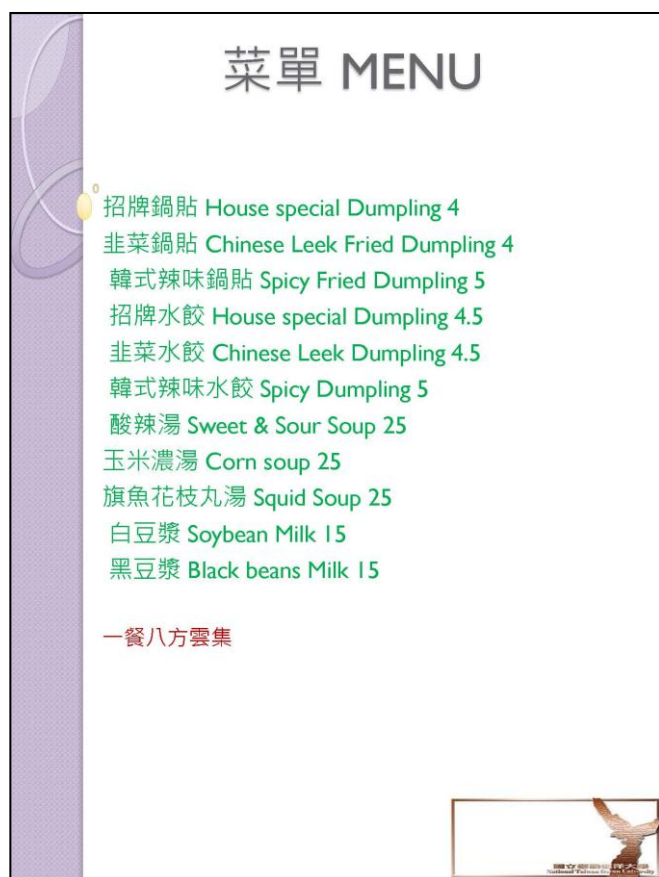 菜單 MENU
招牌鍋貼 House special Dumpling 4
韭菜鍋貼 Chinese Leek Fried Dumpling 4
韓式辣味鍋貼 Spicy Fried Dumpling 5
招牌水餃 House special Dumpling 4.5
韭菜水餃 Chinese Leek Dumpling 4.5
韓式辣味水餃 Spicy Dumpling 5
酸辣湯 Sweet & Sour Soup 25
玉米濃湯 Corn soup 25
旗魚花枝丸湯 Squid Soup 25
白豆漿 Soybean Milk 15
黑豆漿 Black beans Milk 15
一餐八方雲集
National Taiwan Ocean University